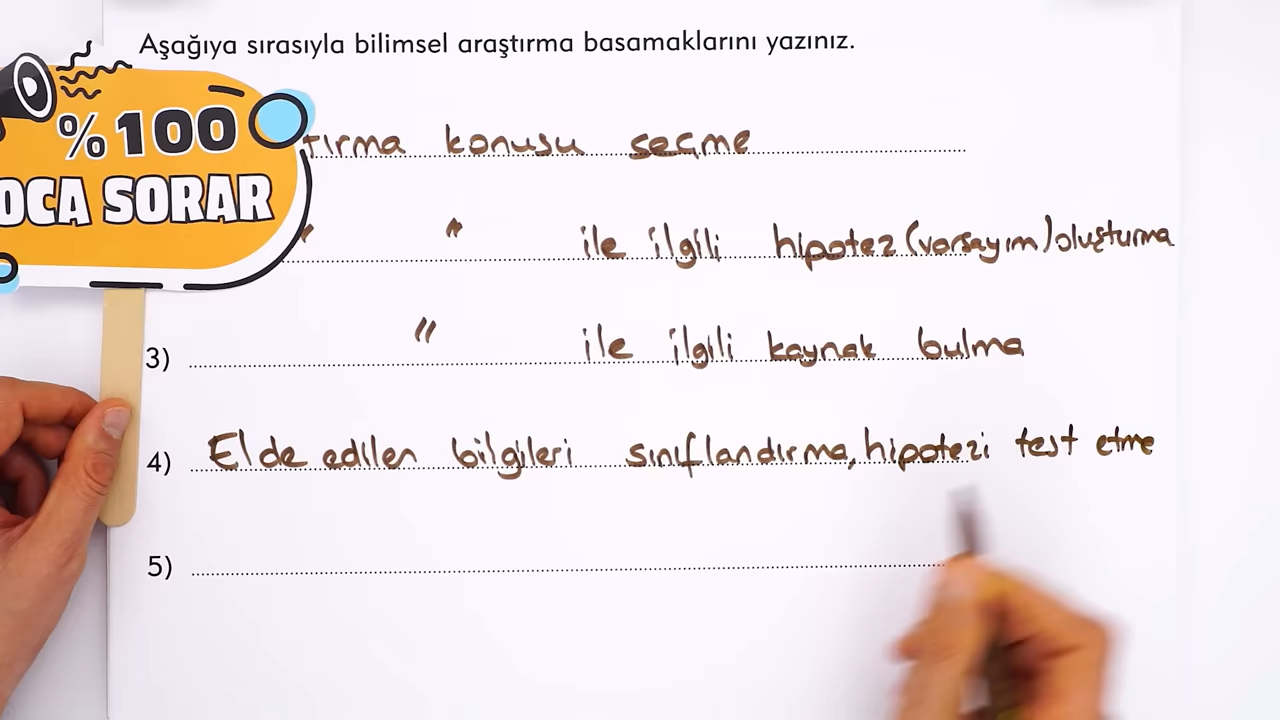 Aşağıya sırasıyla bilimsel araştırma basamaklarını yazınız.
%100
OCA SORAR
tırma konusu seçme
" " ile ilgili hipotez (varsayım) oluşturma
3) " ile ilgili kaynak bulma
4) Elde edilen bilgileri sınıflandırma, hipotezi test etme
5)